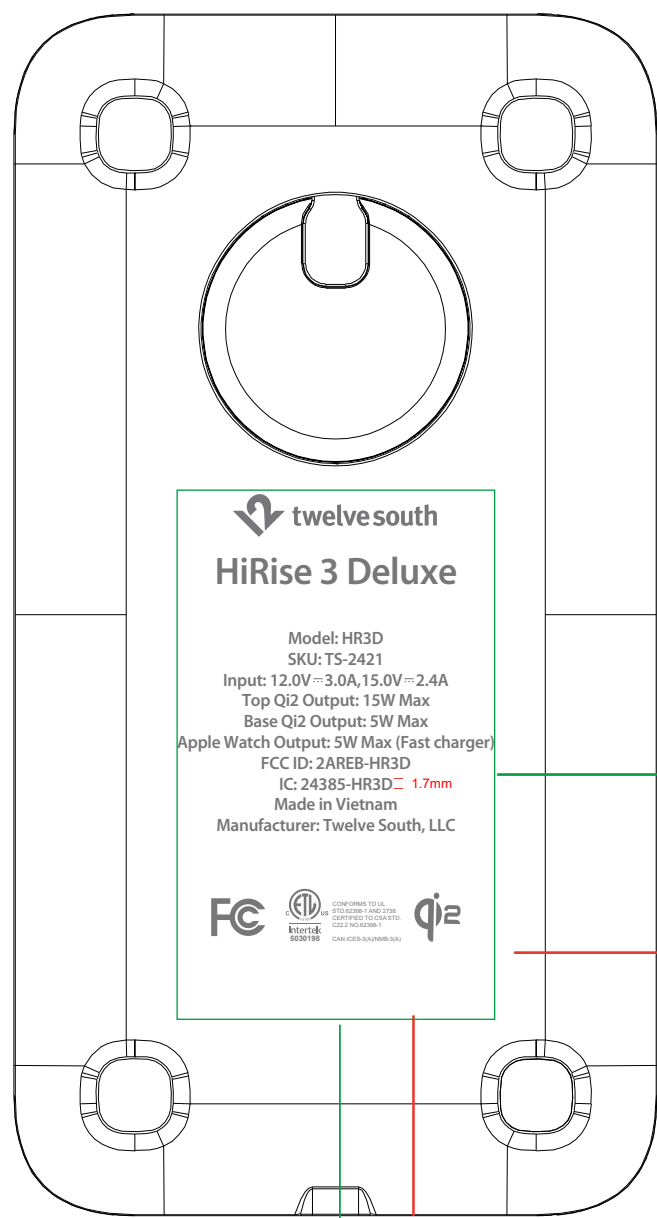 twelve south
HiRise 3 Deluxe
Model: HR3D
SKU: TS-2421
Input: 12.0V⎓3.0A,15.0V⎓2.4A
Top Qi2 Output: 15W Max
Base Qi2 Output: 5W Max
Apple Watch Output: 5W Max (Fast charger)
FCC ID: 2AREB-HR3D
IC: 24385-HR3D 1.7mm
Made in Vietnam
Manufacturer: Twelve South, LLC
FC
C ETL US
Intertek
5030198
CONFORMS TO UL
STD.62368-1 AND 2738.
CERTIFIED TO CSA STD.
C22.2 NO.62368-1
CAN ICES-3(A)/NMB-3(A)
qi2